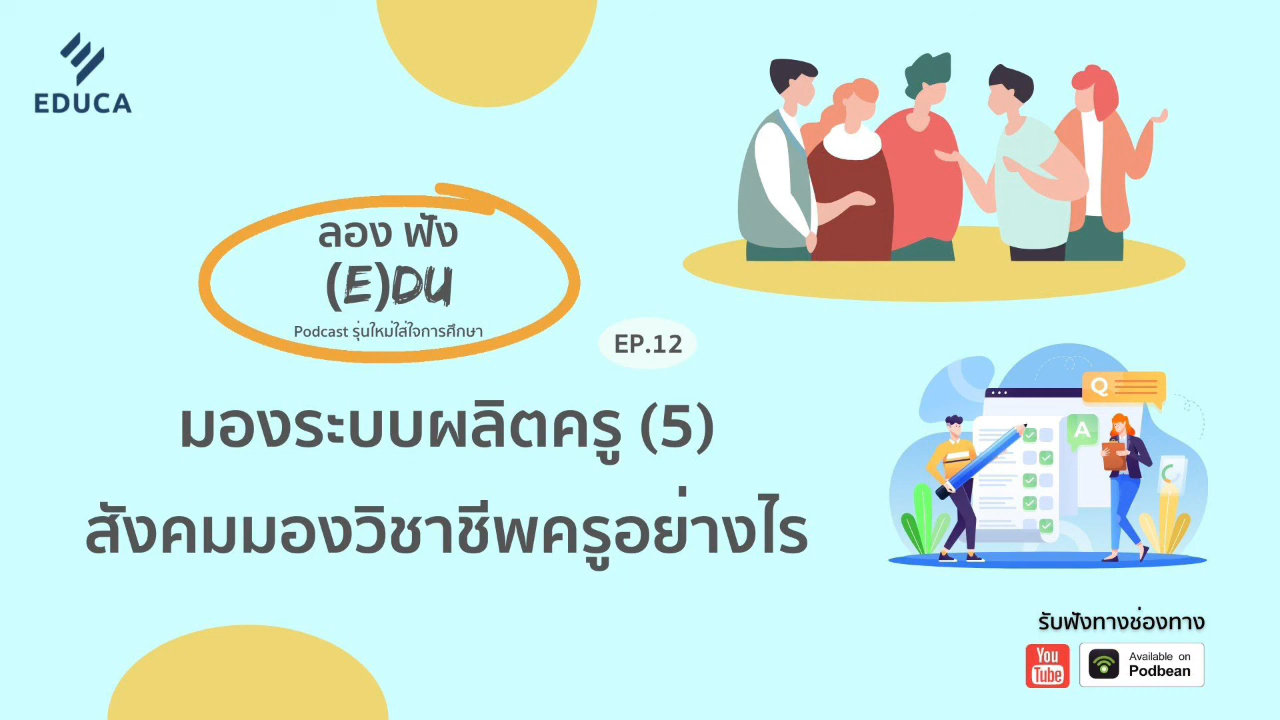 EDUCA
ลอง ฟัง
(E)DU
Podcast รุ่นใหม่ใส่ใจการศึกษา
EP.12
มองระบบผลิตครู (5)
สังคมมองวิชาชีพครูอย่างไร
Q
A
รับฟังทางช่องทาง
You
Tube
Available on
Podbean